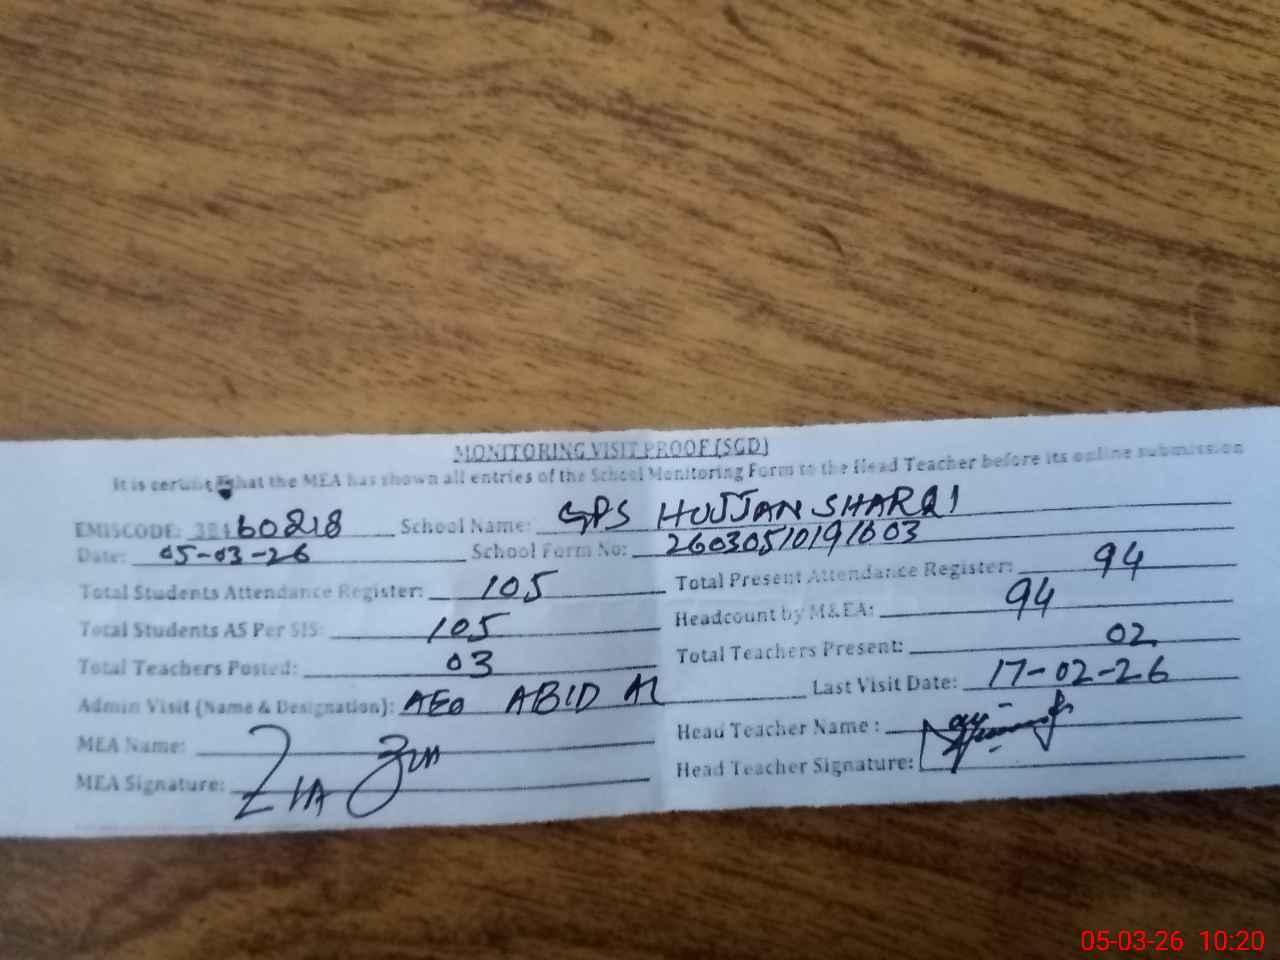 MONITORING VISIT PROOF (SGD)
It is certify that the MEA has shown all entries of the School Monitoring Form to the Head Teacher before its online submission
EMISCODE: 38460218 School Name: GPS HUJJAN SHARQI
Date: 05-03-26 School Form No: 26030510191003
Total Students Attendance Register: 105 Total Present Attendance Register: 94
Total Students AS Per SIS: 105 Headcount by M&EA: 94
Total Teachers Posted: 03 Total Teachers Present: 02
Admin Visit (Name & Designation): AEO ABID Al Last Visit Date: 17-02-26
MEA Name: Head Teacher Name :
MEA Signature: ZIA Head Teacher Signature:
05-03-26 10:20